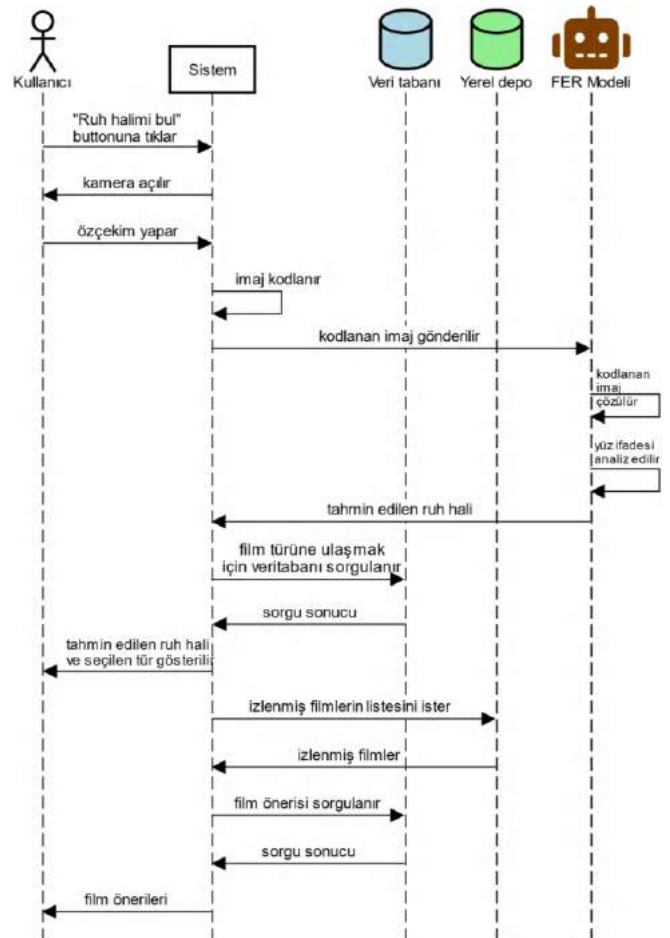 Kullanıcı
Sistem
Veri tabanı
Yerel depo
FER Modeli
"Ruh halimi bul"
buttonuna tıklar
kamera açılır
özçekim yapar
imaj kodlanır
kodlanan imaj gönderilir
kodlanan
imaj
çözülür
yüz ifadesi
analiz edilir
tahmin edilen ruh hali
film türüne ulaşmak
için veritabanı sorgulanır
sorgu sonucu
tahmin edilen ruh hali
ve seçilen tür gösterilir
izlenmiş filmlerin listesini ister
izlenmiş filmler
film önerisi sorgulanır
sorgu sonucu
film önerileri